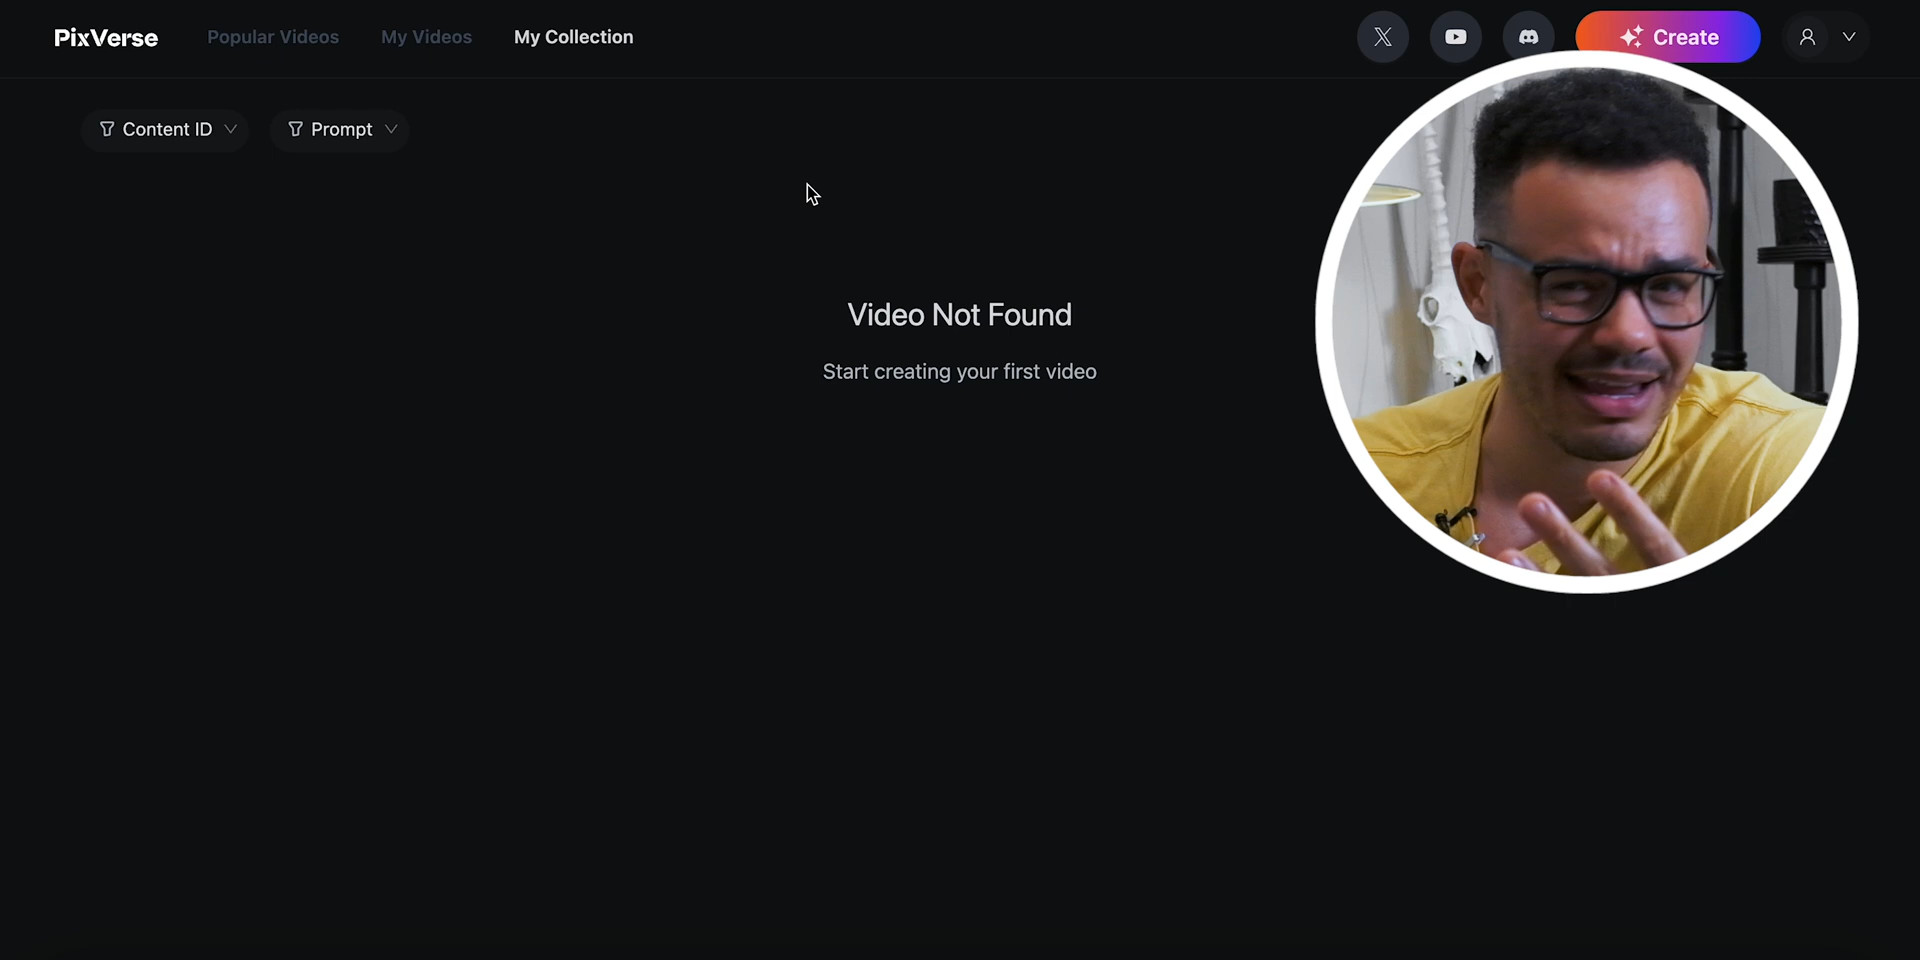 PixVerse
Popular Videos
My Videos
My Collection
Create
Content ID
Prompt
Video Not Found
Start creating your first video